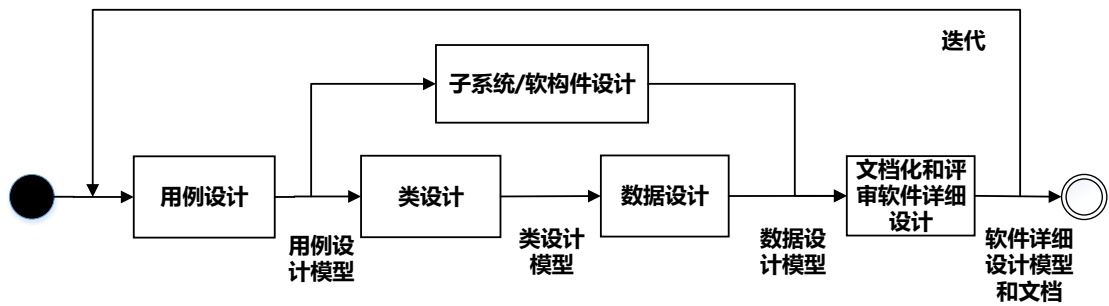 迭代
子系统/软构件设计
用例设计
类设计
数据设计
文档化和评
审软件详细
设计
用例设
计模型
类设计
模型
数据设
计模型
软件详细
设计模型
和文档